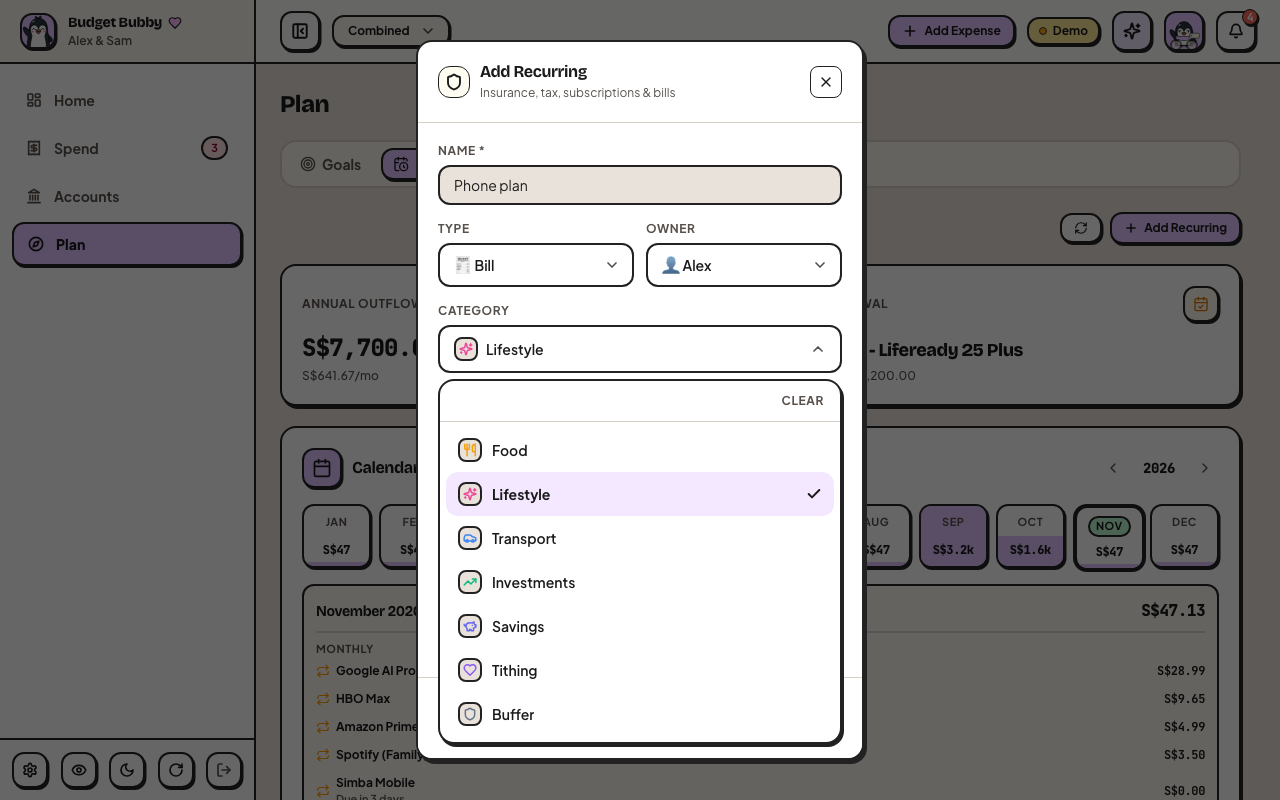 Budget Bubby
Alex & Sam
Combined
Add Expense
Demo
4
Home
Spend
3
Accounts
Plan
Plan
Goals
Add Recurring
ANNUAL OUTFLOW
S$7,700.
S$641.67/mo
- Lifeready 25 Plus
,200.00
Calendar
2026
JAN
S$47
S$47
SEP
S$3.2k
OCT
S$1.6k
NOV
S$47
DEC
S$47
November 2026
S$47.13
MONTHLY
Google AI Pro
S$28.99
HBO Max
S$9.65
Amazon Prime
S$4.99
Spotify (Family
S$3.50
Simba Mobile
Due in 3 days
S$0.00
Add Recurring
Insurance, tax, subscriptions & bills
NAME *
Phone plan
TYPE
OWNER
Bill
Alex
CATEGORY
Lifestyle
CLEAR
Food
Lifestyle
Transport
Investments
Savings
Tithing
Buffer